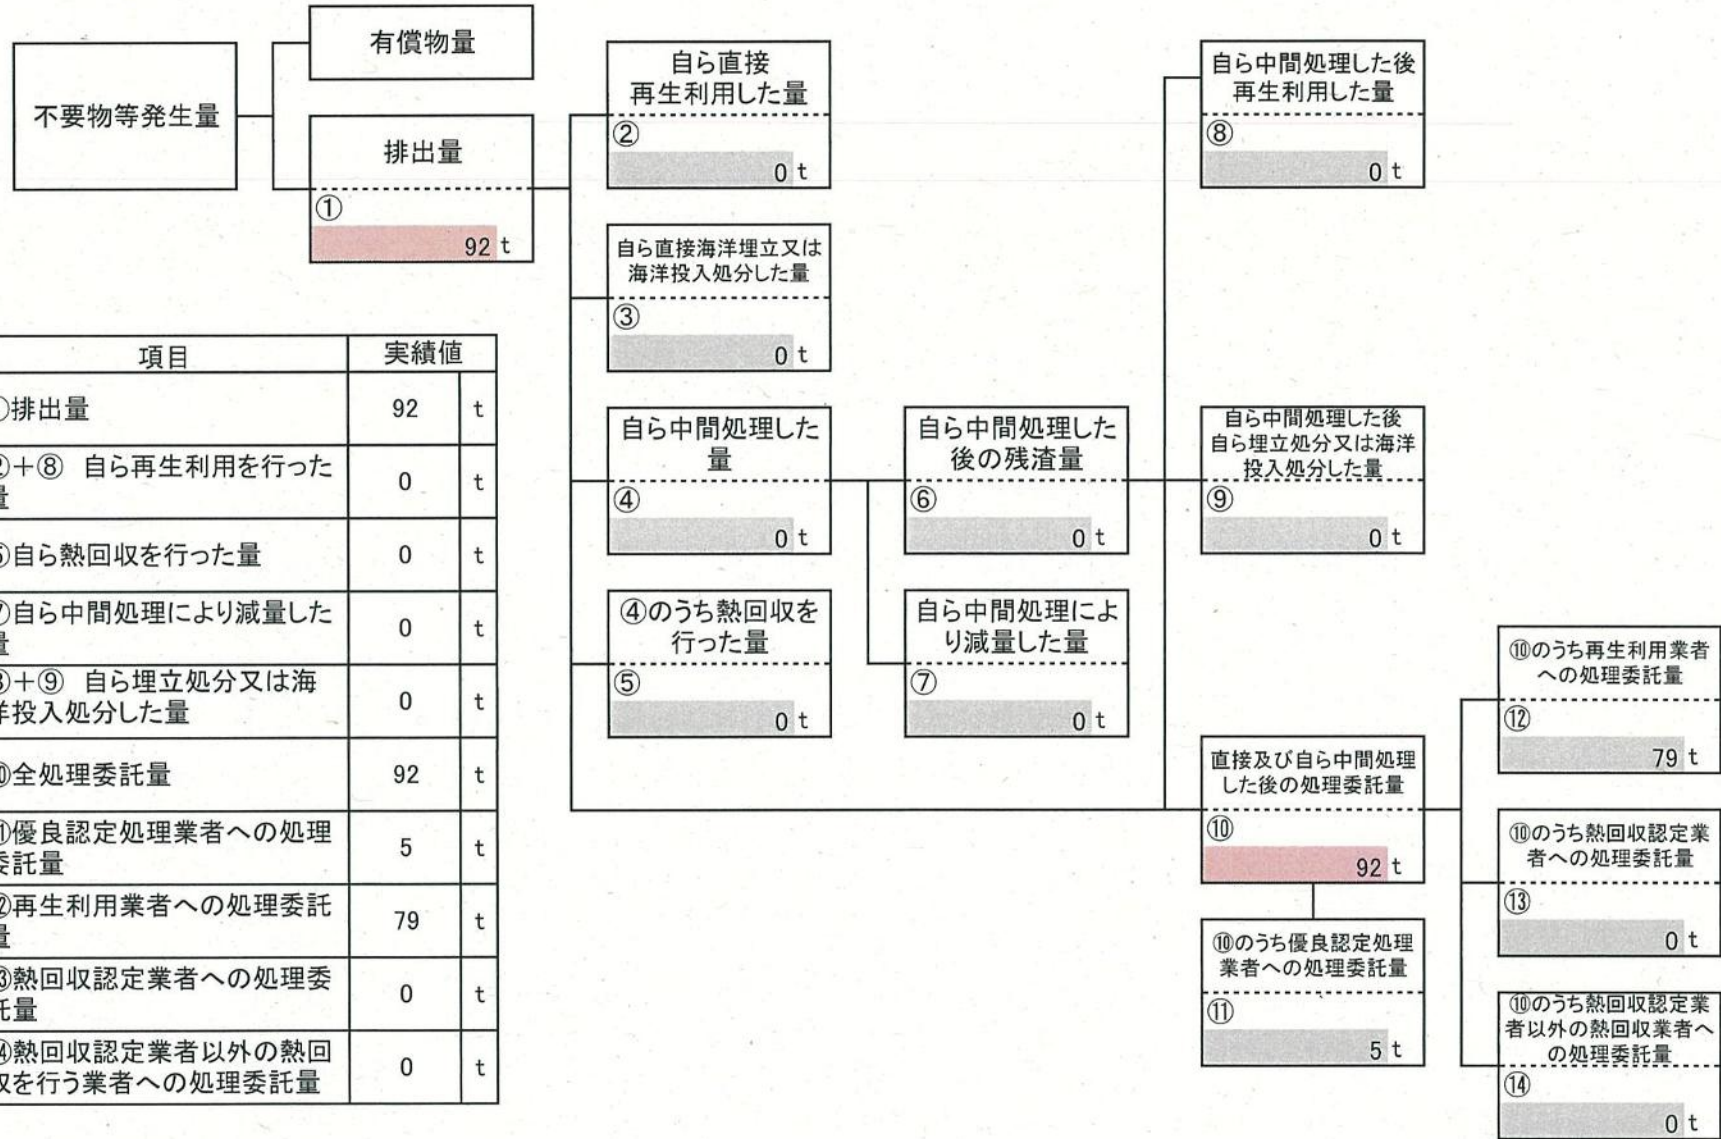 不要物等発生量
有償物量
排出量
①
92 t
自ら直接
再生利用した量
②
0 t
自ら直接海洋埋立又は
海洋投入処分した量
③
0 t
自ら中間処理した
量
④
0 t
④のうち熱回収を
行った量
⑤
0 t
自ら中間処理した
後の残渣量
⑥
0 t
自ら中間処理によ
り減量した量
⑦
0 t
自ら中間処理した後
再生利用した量
⑧
0 t
自ら中間処理した後
自ら埋立処分又は海洋
投入処分した量
⑨
0 t
直接及び自ら中間処理
した後の処理委託量
⑩
92 t
⑩のうち優良認定処理
業者への処理委託量
⑪
5 t
⑩のうち再生利用業者
への処理委託量
⑫
79 t
⑩のうち熱回収認定業
者への処理委託量
⑬
0 t
⑩のうち熱回収認定業
者以外の熱回収業者へ
の処理委託量
⑭
0 t
項目 実績値
①排出量 92 t
②+⑧ 自ら再生利用を行った
量 0 t
⑤自ら熱回収を行った量 0 t
⑦自ら中間処理により減量した
量 0 t
③+⑨ 自ら埋立処分又は海
洋投入処分した量 0 t
⑩全処理委託量 92 t
⑪優良認定処理業者への処理
委託量 5 t
⑫再生利用業者への処理委託
量 79 t
⑬熱回収認定業者への処理委
託量 0 t
⑭熱回収認定業者以外の熱回
収を行う業者への処理委託量 0 t